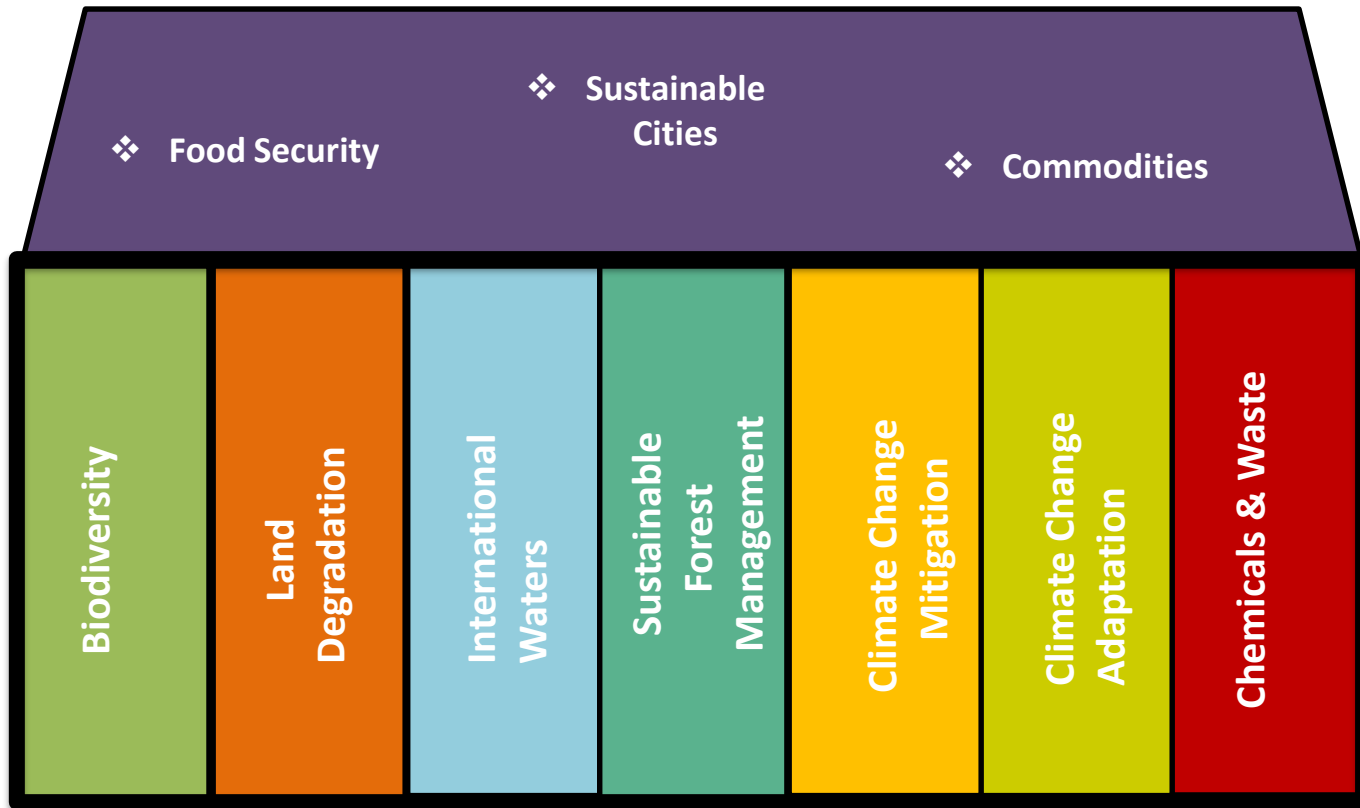 ❖ Sustainable
Cities
❖ Food Security
❖ Commodities
Biodiversity
Land
Degradation
International
Waters
Sustainable
Forest
Management
Climate Change
Mitigation
Climate Change
Adaptation
Chemicals & Waste